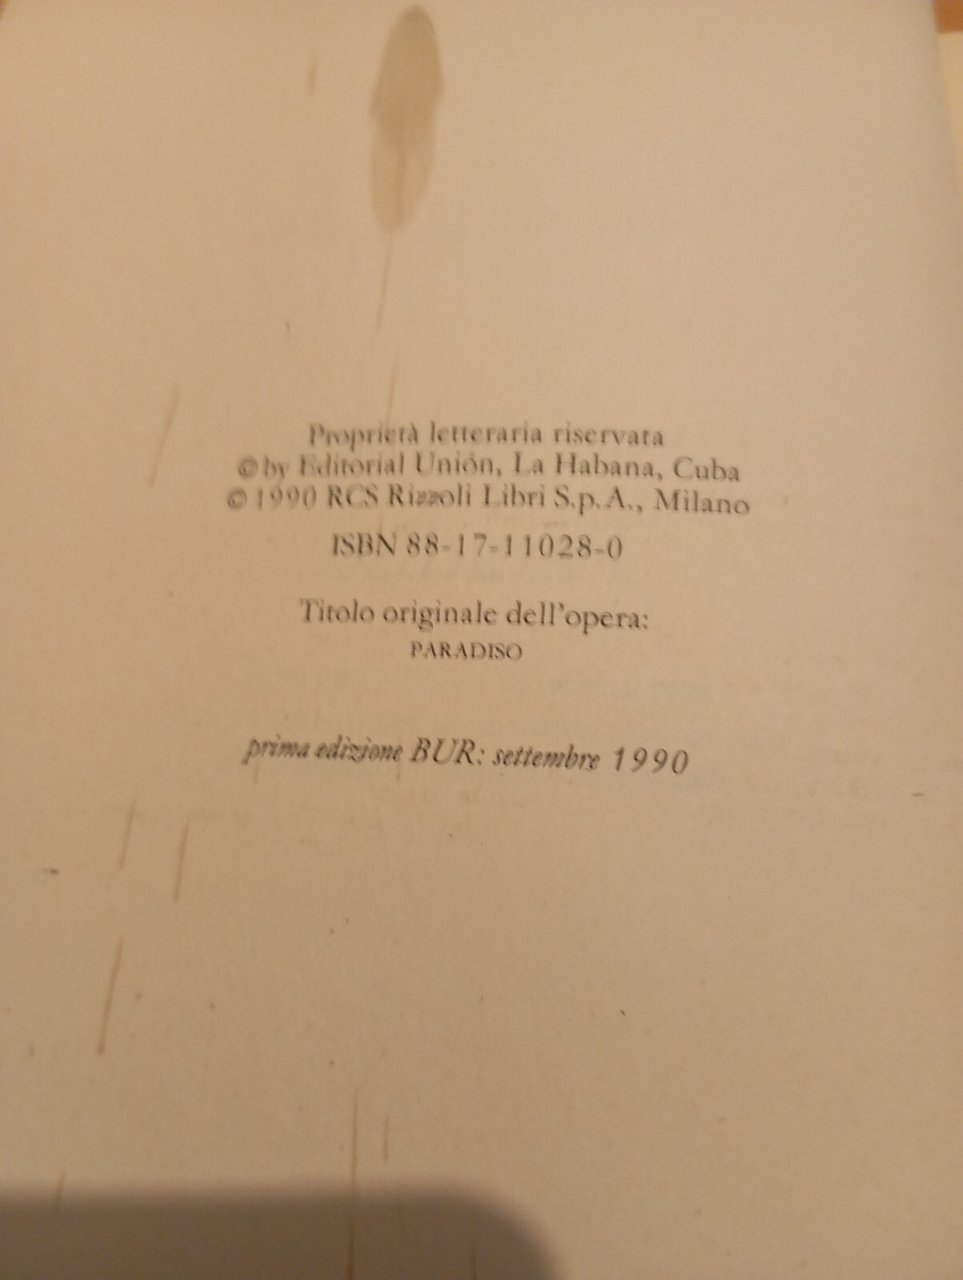 Proprietà letteraria riservata
© by Editorial Unión, La Habana, Cuba
© 1990 RCS Rizzoli Libri S.p.A., Milano
ISBN 88-17-11028-0
Titolo originale dell'opera:
PARADISO
prima edizione BUR: settembre 1990